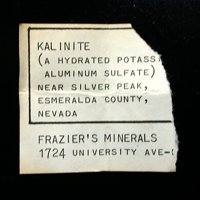 KALINITE
(A HYDRATED POTASS
ALUMINUM SULFATE)
NEAR SILVER PEAK,
ESMERALDA COUNTY,
NEVADA
FRAZIER'S MINERALS
1724 UNIVERSITY AVE-